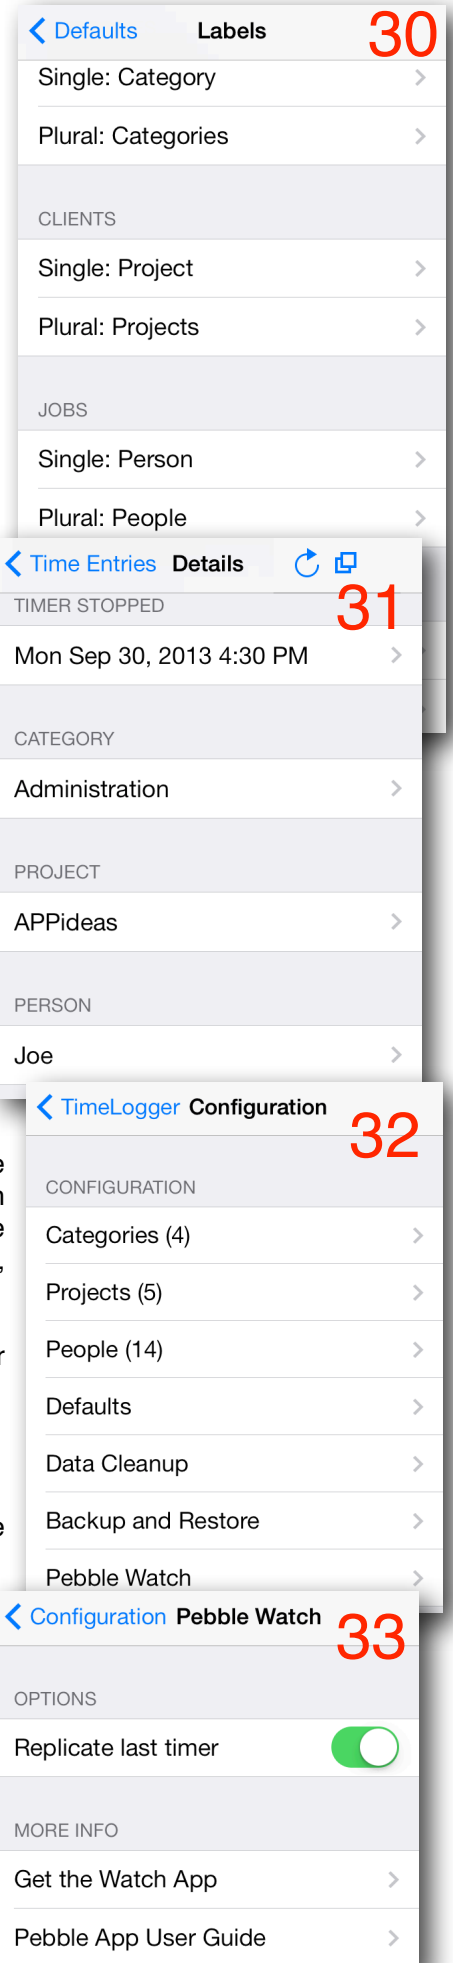 Defaults Labels 30
Single: Category
Plural: Categories
CLIENTS
Single: Project
Plural: Projects
JOBS
Single: Person
Plural: People
Time Entries Details 31
TIMER STOPPED
Mon Sep 30, 2013 4:30 PM
CATEGORY
Administration
PROJECT
APPideas
PERSON
Joe
TimeLogger Configuration 32
CONFIGURATION
Categories (4)
Projects (5)
People (14)
Defaults
Data Cleanup
Backup and Restore
Pebble Watch
Configuration Pebble Watch 33
OPTIONS
Replicate last timer
MORE INFO
Get the Watch App
Pebble App User Guide